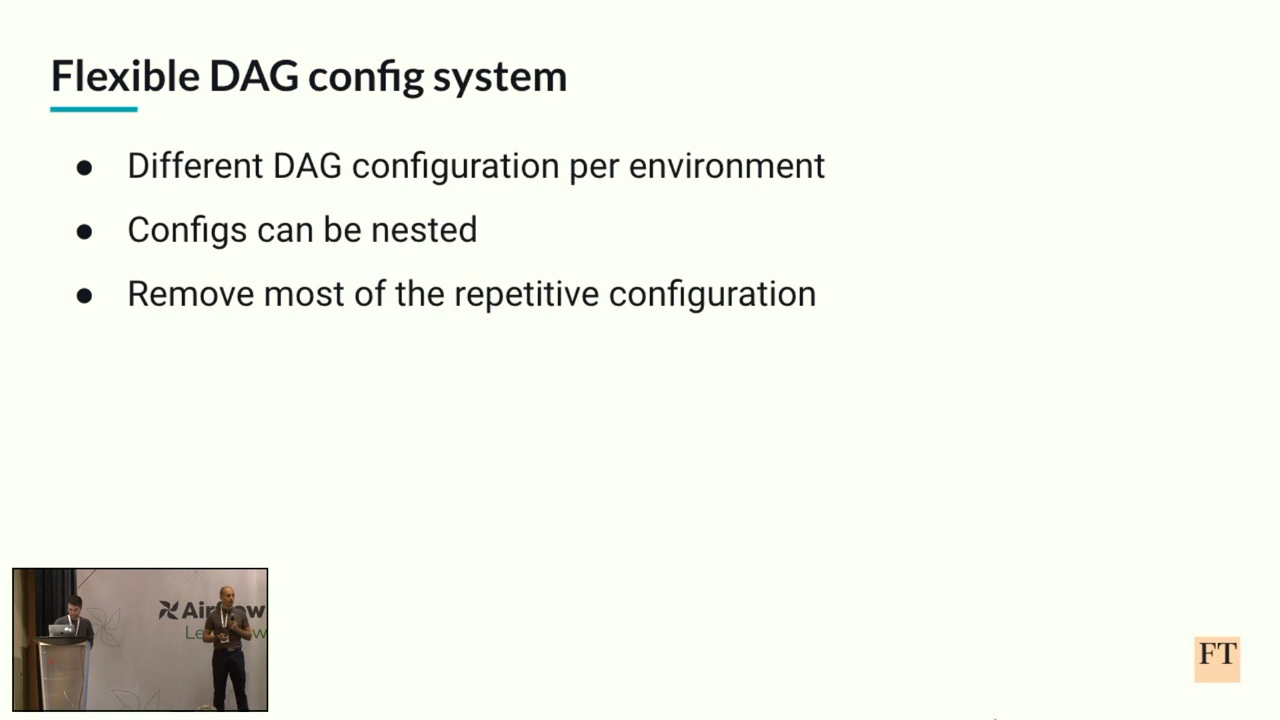 Flexible DAG config system
● Different DAG configuration per environment
● Configs can be nested
● Remove most of the repetitive configuration
FT